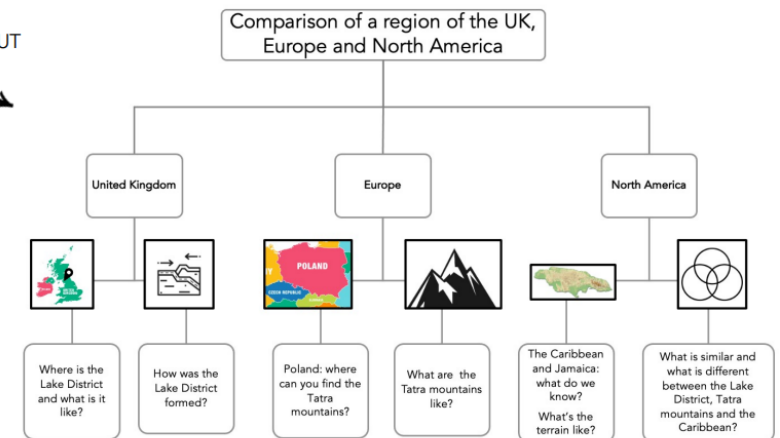 UT
Comparison of a region of the UK,
Europe and North America
United Kingdom
Europe
North America
POLAND
CZECH REPUBLIC
Where is the
Lake District
and what is it
like?
How was the
Lake District
formed?
Poland: where
can you find the
Tatra
mountains?
What are the
Tatra mountains
like?
The Caribbean
and Jamaica:
what do we
know?
What's the
terrain like?
What is similar and
what is different
between the Lake
District, Tatra
mountains and the
Caribbean?